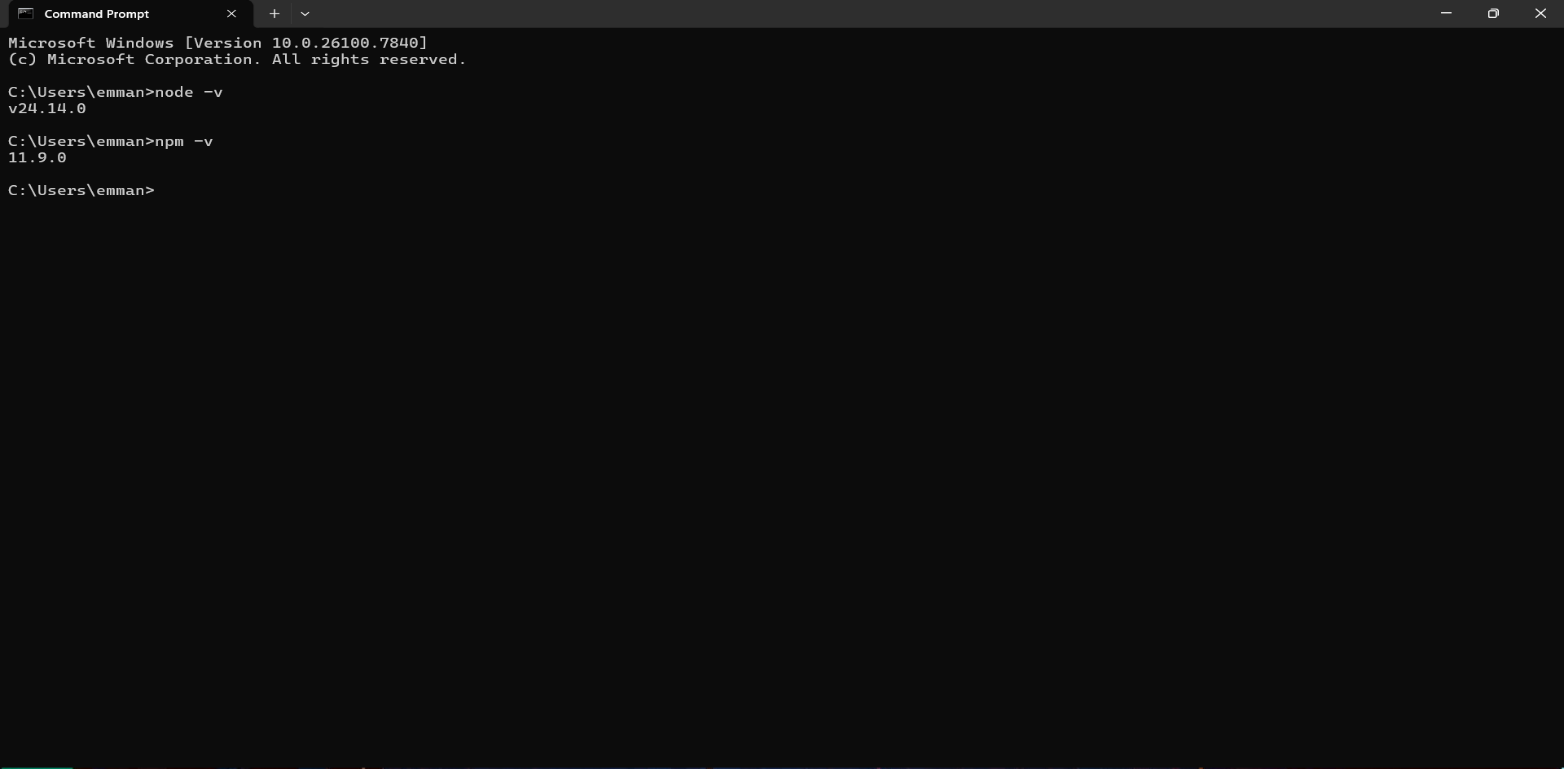 Command Prompt
Microsoft Windows [Version 10.0.26100.7840]
(c) Microsoft Corporation. All rights reserved.
C:\Users\emman>node -v
v24.14.0
C:\Users\emman>npm -v
11.9.0
C:\Users\emman>